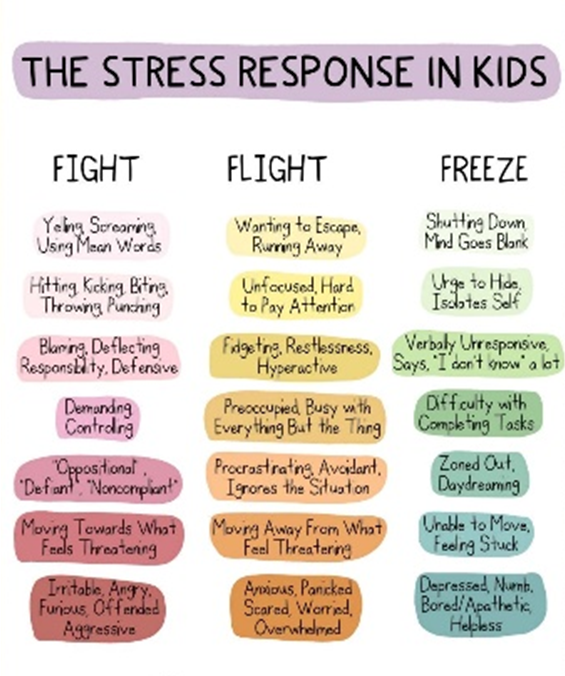 THE STRESS RESPONSE IN KIDS
FIGHT
Yelling, Screaming,
Using Mean Words
Hitting, Kicking, Biting,
Throwing, Punching
Blaming, Deflecting
Responsibility, Defensive
Demanding
Controlling
"Oppositional",
"Defiant", "Noncompliant"
Moving Towards What
Feels Threatening
Irritable, Angry,
Furious, Offended
Aggressive
FLIGHT
Wanting to Escape,
Running Away
Unfocused, Hard
to Pay Attention
Fidgeting, Restlessness,
Hyperactive
Preoccupied, Busy with
Everything But the Thing
Procrastinating, Avoidant,
Ignores the Situation
Moving Away From What
Feel Threatening
Anxious, Panicked
Scared, Worried,
Overwhelmed
FREEZE
Shutting Down,
Mind Goes Blank
Urge to Hide,
Isolates Self
Verbally Unresponsive,
Says, "I don't know" a lot
Difficulty with
Completing Tasks
Zoned Out,
Daydreaming
Unable to Move,
Feeling Stuck
Depressed, Numb,
Bored/Apathetic,
Helpless